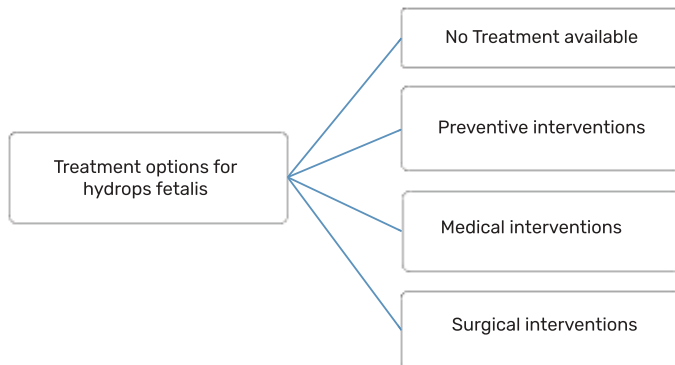 Treatment options for
hydrops fetalis
No Treatment available
Preventive interventions
Medical interventions
Surgical interventions